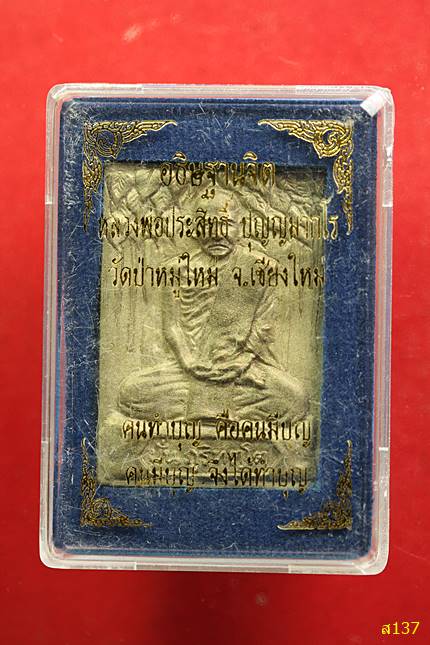 อธิษฐานจิต
หลวงพ่อประสิทธิ์ ปุญญมากโร
วัดป่าหมู่ใหม่ จ.เชียงใหม่
คนทำบุญ คือคนมีบุญ
คนมีบุญ จึงได้ทำบุญ
ส137